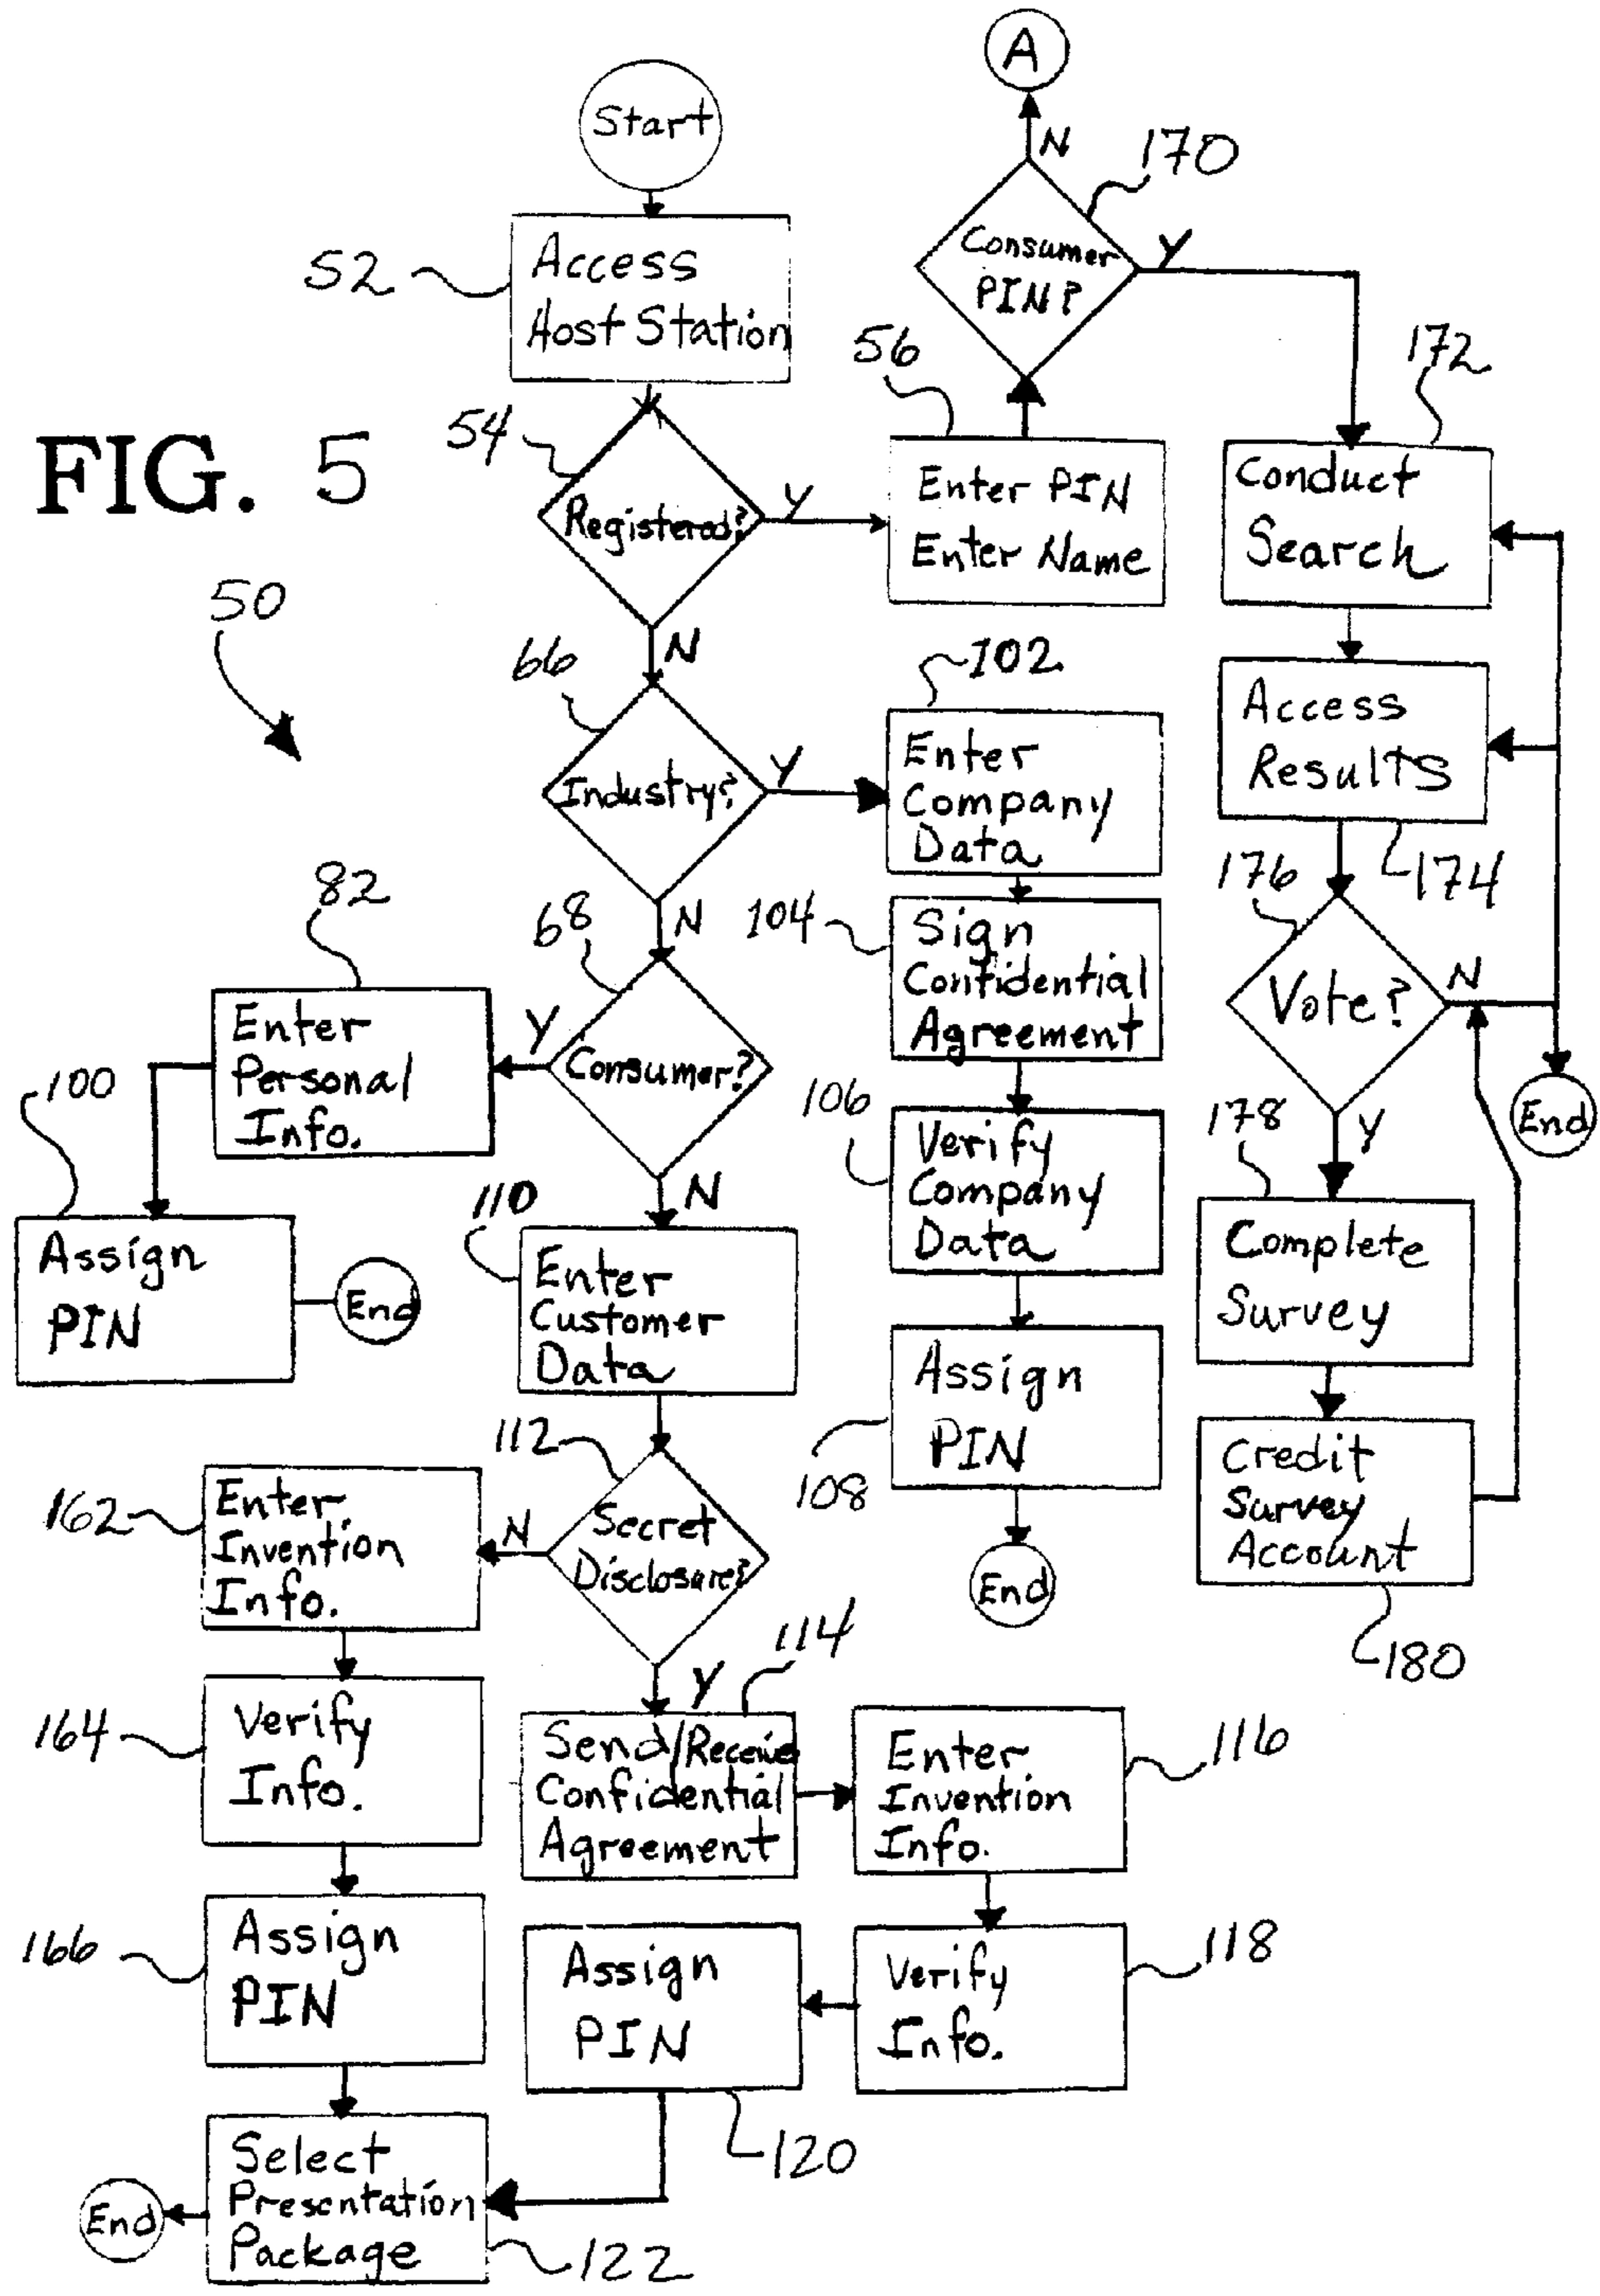 A
Start
N
170
Consumer
PIN?
Y
52
Access
Host Station
56
172
54
FIG. 5
Registered?
Y
Enter PIN
Enter Name
Conduct
Search
50
N
66
102
Industry?
Y
Enter
Company
Data
Access
Results
174
82
68
N
104
Sign
Confidential
Agreement
176
Vote?
N
Enter
Personal
Info.
Y
Consumer?
100
106
Verify
Company
Data
178
Y
End
Assign
PIN
End
110
N
Enter
Customer
Data
Complete
Survey
Assign
PIN
108
End
112
162
Enter
Invention
Info.
N
Secret
Disclosure?
Credit
Survey
Account
180
Y
114
164
Verify
Info.
Send/Receive
Confidential
Agreement
Enter
Invention
Info.
116
166
Assign
PIN
Assign
PIN
Verify
Info.
118
120
End
Select
Presentation
Package
122